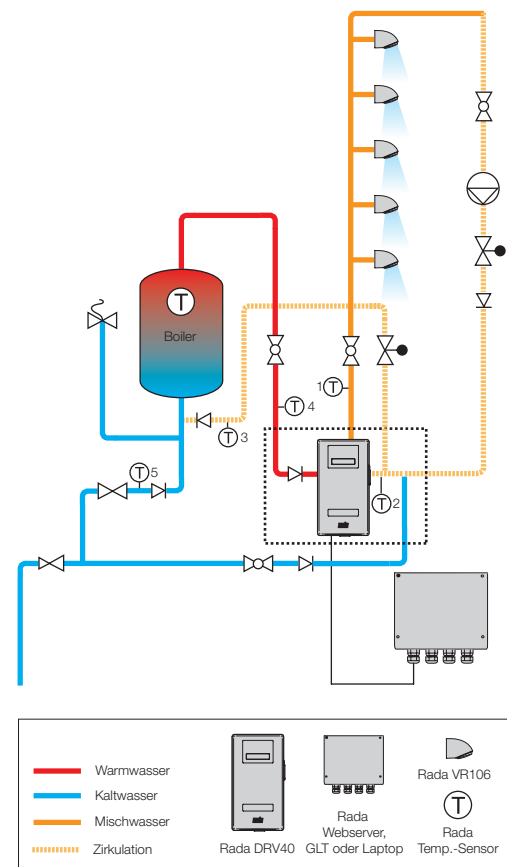 T
Boiler
1 T
T 4
T 3
T 2
T 5
Warmwasser
Kaltwasser
Mischwasser
Zirkulation
Rada DRV40
Rada
Webserver,
GLT oder Laptop
Rada VR106
T
Rada
Temp.-Sensor